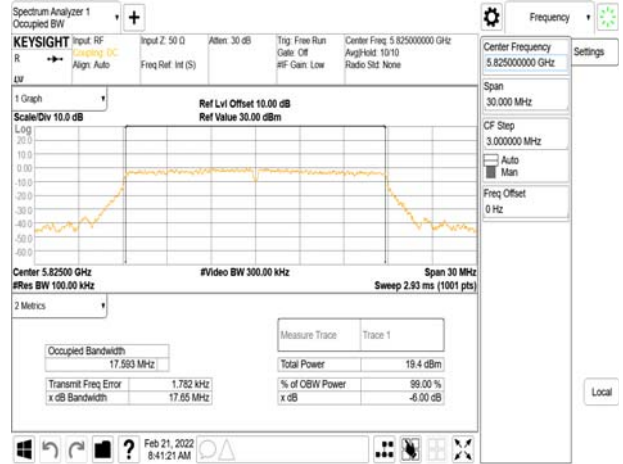 Spectrum Analyzer 1
Occupied BW
Frequency
KEYSIGHT
R
Input: RF
Coupling: DC
Align: Auto
Input Z: 50 Ω
Freq Ref: Int (S)
Atten: 30 dB
Trig: Free Run
Gate: Off
#IF Gain: Low
Center Freq: 5.825000000 GHz
Avg|Hold: 10/10
Radio Std: None
Center Frequency
5.825000000 GHz
Settings
Span
30.000 MHz
CF Step
3.000000 MHz
Auto
Man
Freq Offset
0 Hz
Local
1 Graph
Scale/Div 10.0 dB
Ref Lvl Offset 10.00 dB
Ref Value 30.00 dBm
Log
20.0
10.0
0.00
-10.0
-20.0
-30.0
-40.0
-50.0
-60.0
Center 5.82500 GHz
#Res BW 100.00 kHz
#Video BW 300.00 kHz
Span 30 MHz
Sweep 2.93 ms (1001 pts)
2 Metrics
Measure Trace
Trace 1
Occupied Bandwidth
17.593 MHz
Total Power
19.4 dBm
Transmit Freq Error
1.782 kHz
% of OBW Power
99.00 %
x dB Bandwidth
17.65 MHz
x dB
-6.00 dB
Feb 21, 2022
8:41:21 AM